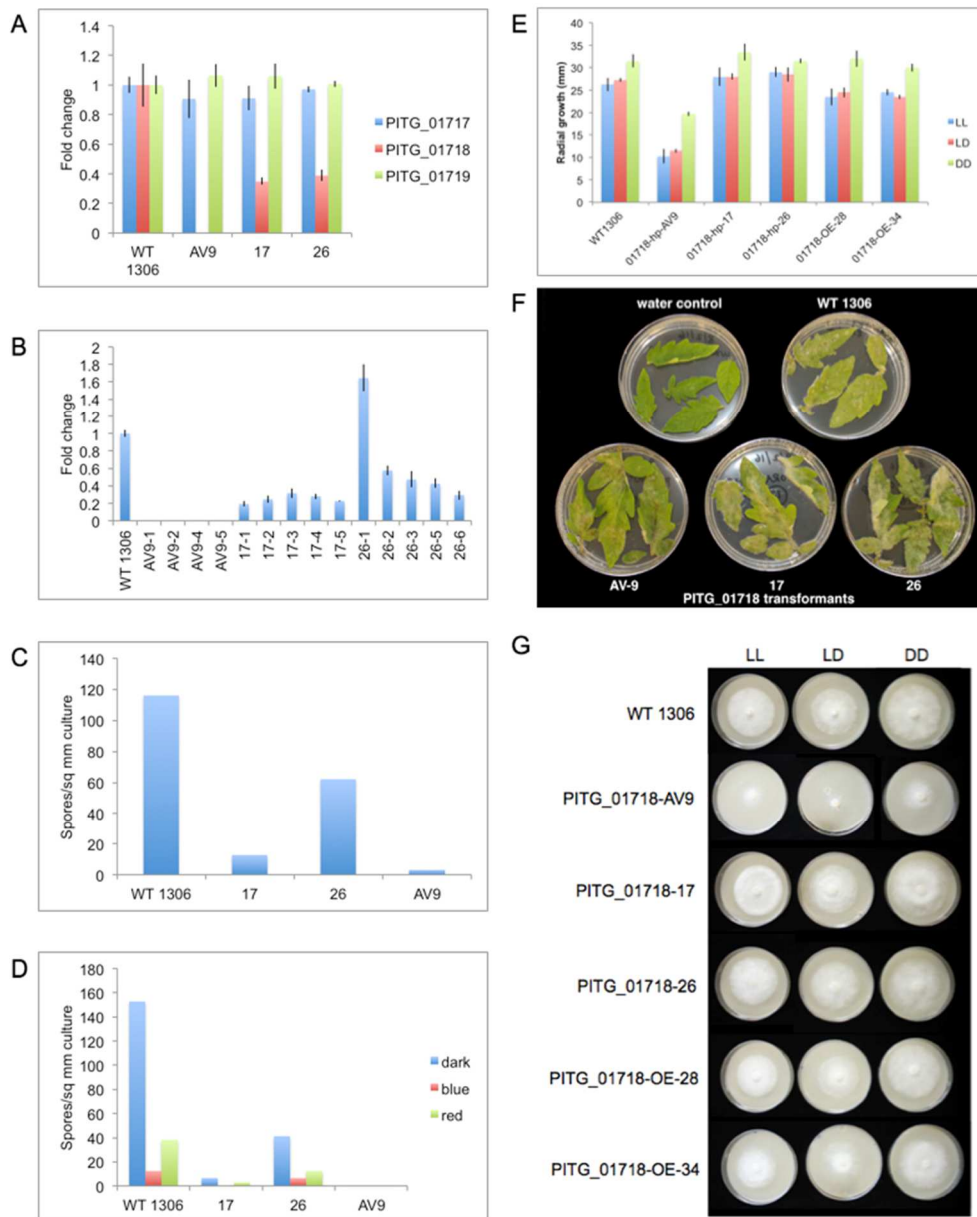 A
1.4
1.2
1
0.8
0.6
0.4
0.2
0
Fold change
WT 1306
AV9
17
26
PITG_01717
PITG_01718
PITG_01719
B
2
1.8
1.6
1.4
1.2
1
0.8
0.6
0.4
0.2
0
Fold change
WT 1306
AV9-1
AV9-2
AV9-4
AV9-5
17-1
17-2
17-3
17-4
17-5
26-1
26-2
26-3
26-5
26-6
C
140
120
100
80
60
40
20
0
Spores/sq mm culture
WT 1306
17
26
AV9
D
180
160
140
120
100
80
60
40
20
0
Spores/sq mm culture
WT 1306
17
26
AV9
dark
blue
red
E
40
35
30
25
20
15
10
5
0
Radial growth (mm)
WT1306
01718-hp-AV9
01718-hp-17
01718-hp-26
01718-OE-28
01718-OE-34
LL
LD
DD
F
water control
WT 1306
AV-9
17
26
PITG_01718 transformants
G
LL LD DD
WT 1306
PITG_01718-AV9
PITG_01718-17
PITG_01718-26
PITG_01718-OE-28
PITG_01718-OE-34